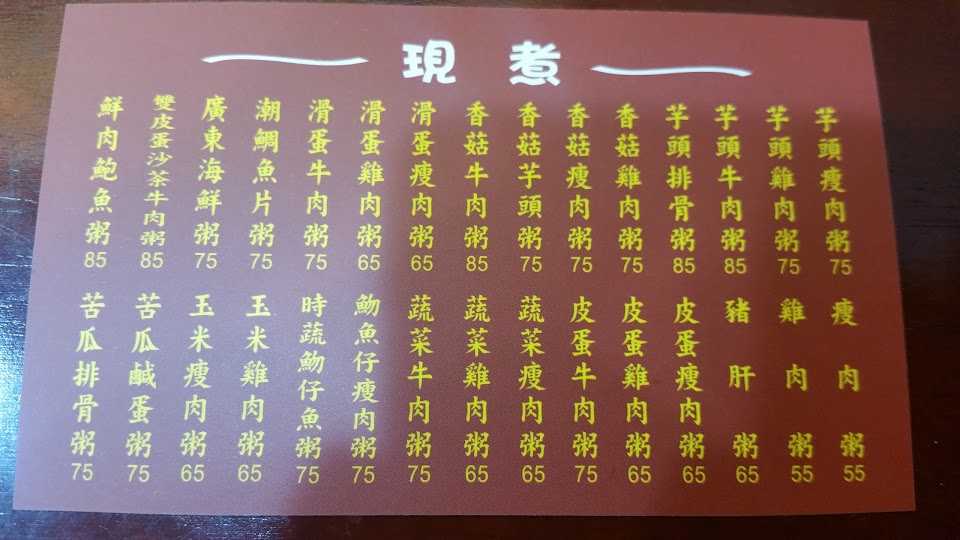 現煮
芋頭瘦肉粥 75
芋頭雞肉粥 75
芋頭牛肉粥 85
芋頭排骨粥 85
香菇雞肉粥 75
香菇瘦肉粥 75
香菇芋頭粥 75
香菇牛肉粥 85
滑蛋瘦肉粥 65
滑蛋雞肉粥 65
滑蛋牛肉粥 75
潮鯛魚片粥 75
廣東海鮮粥 75
雙皮蛋沙茶牛肉粥 85
鮮肉鮑魚粥 85
瘦肉粥 55
雞肉粥 55
豬肝粥 65
皮蛋瘦肉粥 65
皮蛋雞肉粥 65
皮蛋牛肉粥 75
蔬菜瘦肉粥 65
蔬菜雞肉粥 65
蔬菜牛肉粥 75
魩魚仔瘦肉粥 75
時蔬魩仔魚粥 75
玉米雞肉粥 65
玉米瘦肉粥 65
苦瓜鹹蛋粥 75
苦瓜排骨粥 75